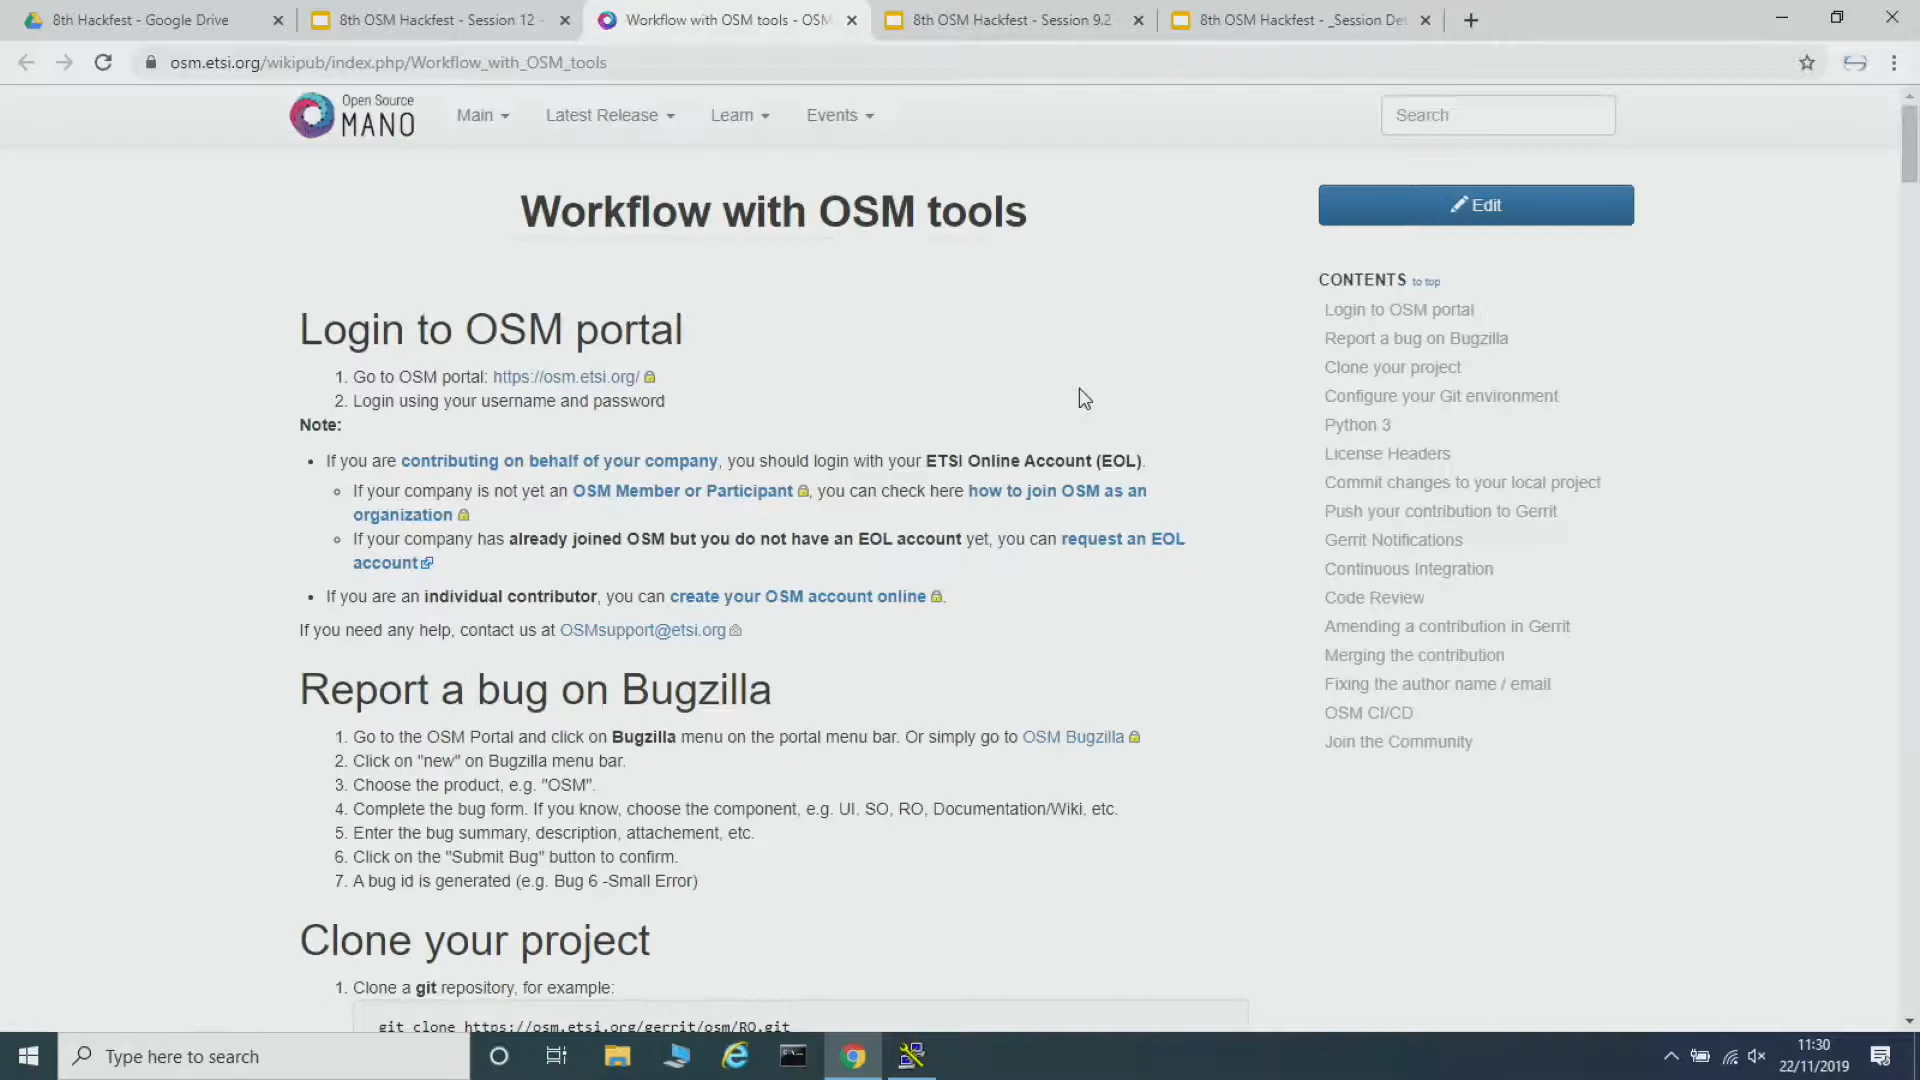 8th Hackfest - Google Drive
8th OSM Hackfest - Session 12 -
Workflow with OSM tools - OSM
8th OSM Hackfest - Session 9.2
8th OSM Hackfest - _Session De
osm.etsi.org/wikipub/index.php/Workflow_with_OSM_tools
Open Source
MANO
Main
Latest Release
Learn
Events
Search
Workflow with OSM tools
Edit
Login to OSM portal
1. Go to OSM portal: https://osm.etsi.org/
2. Login using your username and password
Note:
If you are contributing on behalf of your company, you should login with your ETSI Online Account (EOL).
If your company is not yet an OSM Member or Participant, you can check here how to join OSM as an
organization
If your company has already joined OSM but you do not have an EOL account yet, you can request an EOL
account
If you are an individual contributor, you can create your OSM account online.
If you need any help, contact us at OSMsupport@etsi.org
Report a bug on Bugzilla
1. Go to the OSM Portal and click on Bugzilla menu on the portal menu bar. Or simply go to OSM Bugzilla
2. Click on "new" on Bugzilla menu bar.
3. Choose the product, e.g. "OSM".
4. Complete the bug form. If you know, choose the component, e.g. UI, SO, RO, Documentation/Wiki, etc.
5. Enter the bug summary, description, attachement, etc.
6. Click on the "Submit Bug" button to confirm.
7. A bug id is generated (e.g. Bug 6 -Small Error)
Clone your project
1. Clone a git repository, for example:
git clone https://osm.etsi.org/gerrit/osm/RO.git
CONTENTS to top
Login to OSM portal
Report a bug on Bugzilla
Clone your project
Configure your Git environment
Python 3
License Headers
Commit changes to your local project
Push your contribution to Gerrit
Gerrit Notifications
Continuous Integration
Code Review
Amending a contribution in Gerrit
Merging the contribution
Fixing the author name / email
OSM CI/CD
Join the Community
Type here to search
11:30
22/11/2019